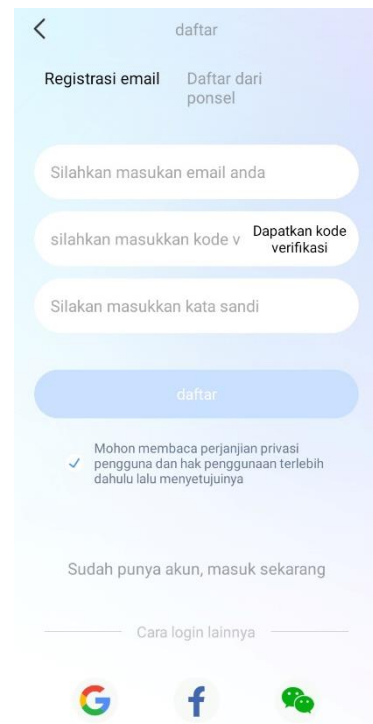 daftar
Registrasi email
Daftar dari
ponsel
Silahkan masukan email anda
silahkan masukkan kode v
Dapatkan kode
verifikasi
Silakan masukkan kata sandi
daftar
Mohon membaca perjanjian privasi
pengguna dan hak penggunaan terlebih
dahulu lalu menyetujuinya
Sudah punya akun, masuk sekarang
Cara login lainnya